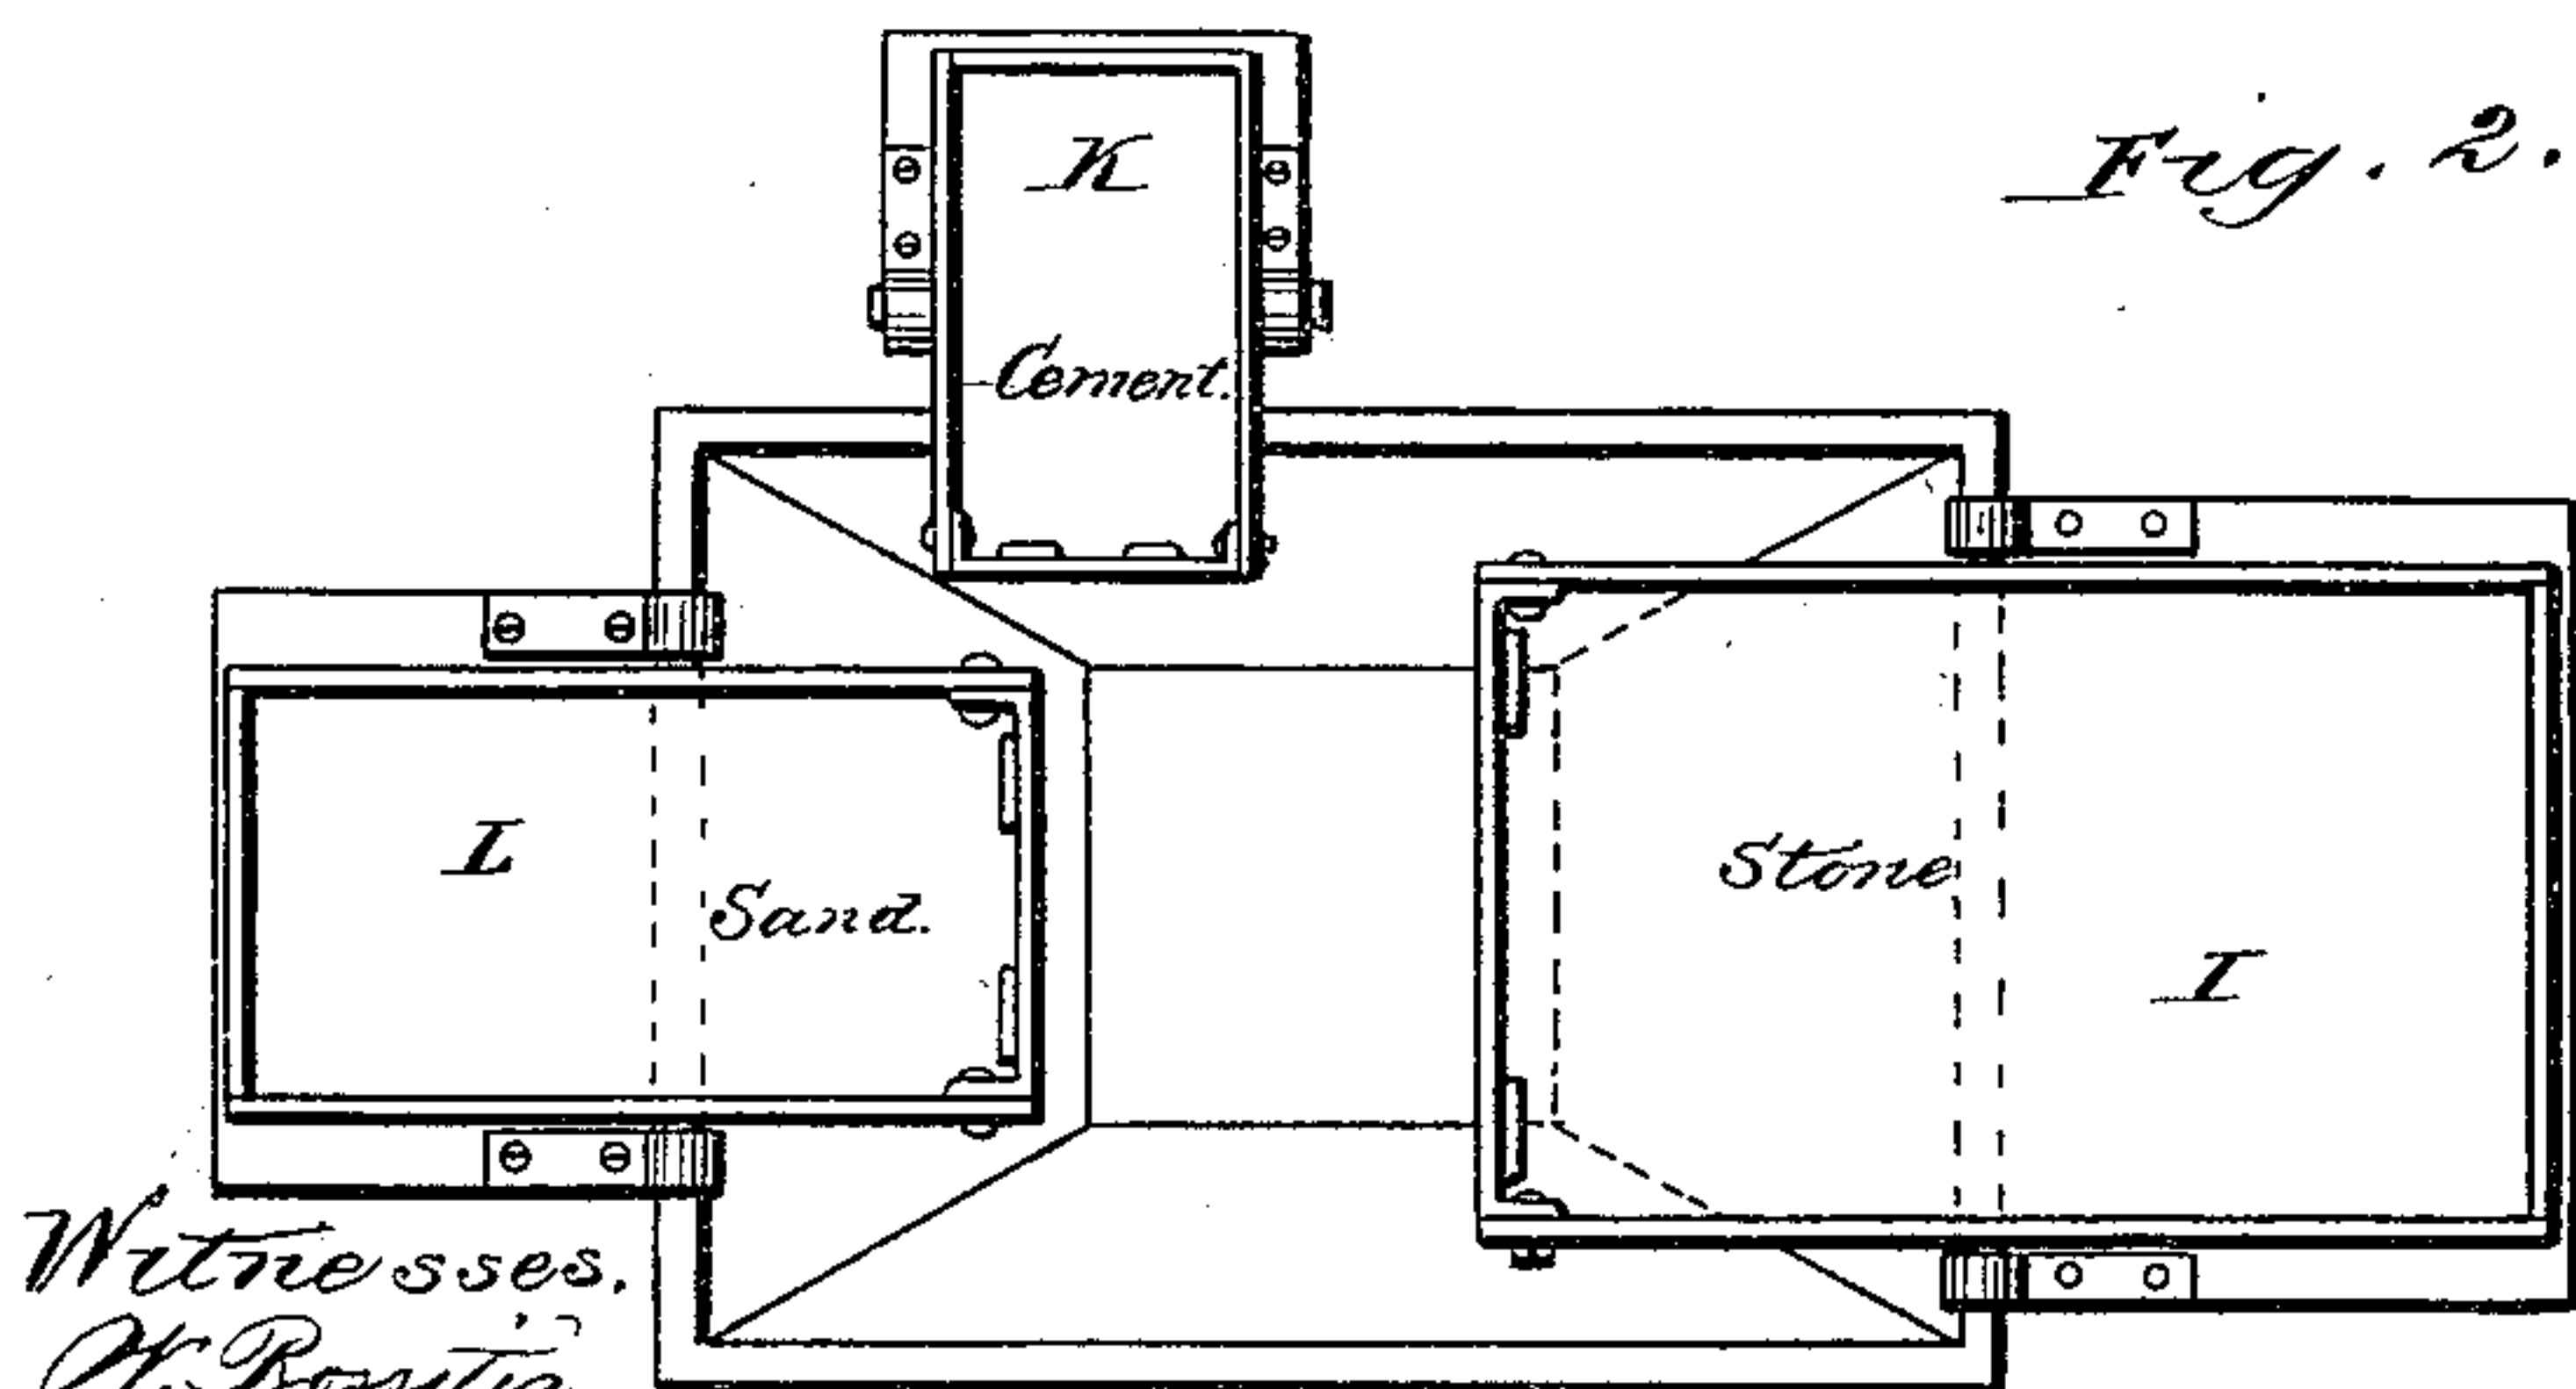 Fig. 2.
K
Cement.
L
Sand.
Stone
I
Witnesses.